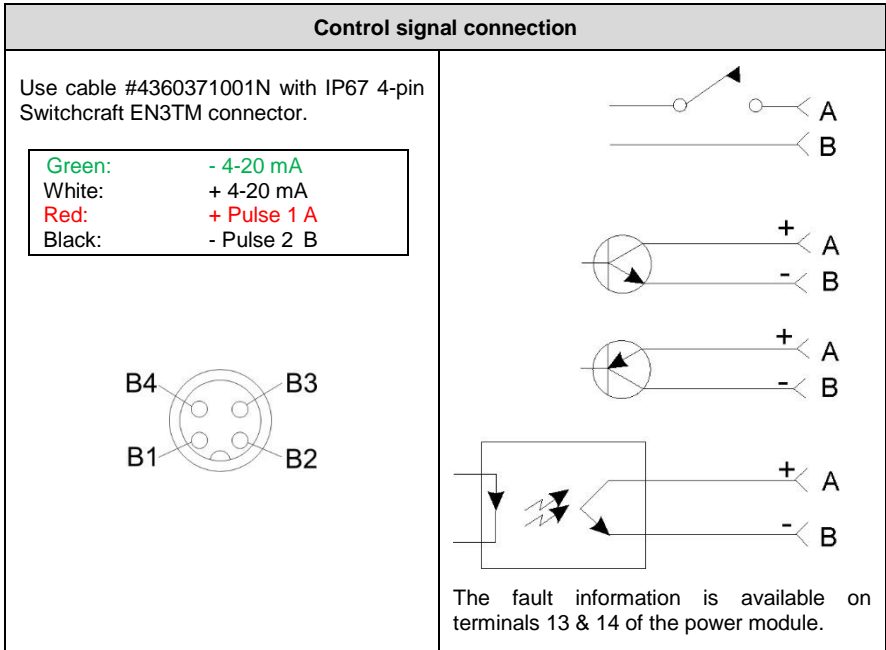 Control signal connection
Use cable #4360371001N with IP67 4-pin
Switchcraft EN3TM connector.
Green: - 4-20 mA
White: + 4-20 mA
Red: + Pulse 1 A
Black: - Pulse 2 B
B4 B3
B1 B2
A
B
+ A
- B
+ A
- B
+ A
- B
The fault information is available on
terminals 13 & 14 of the power module.